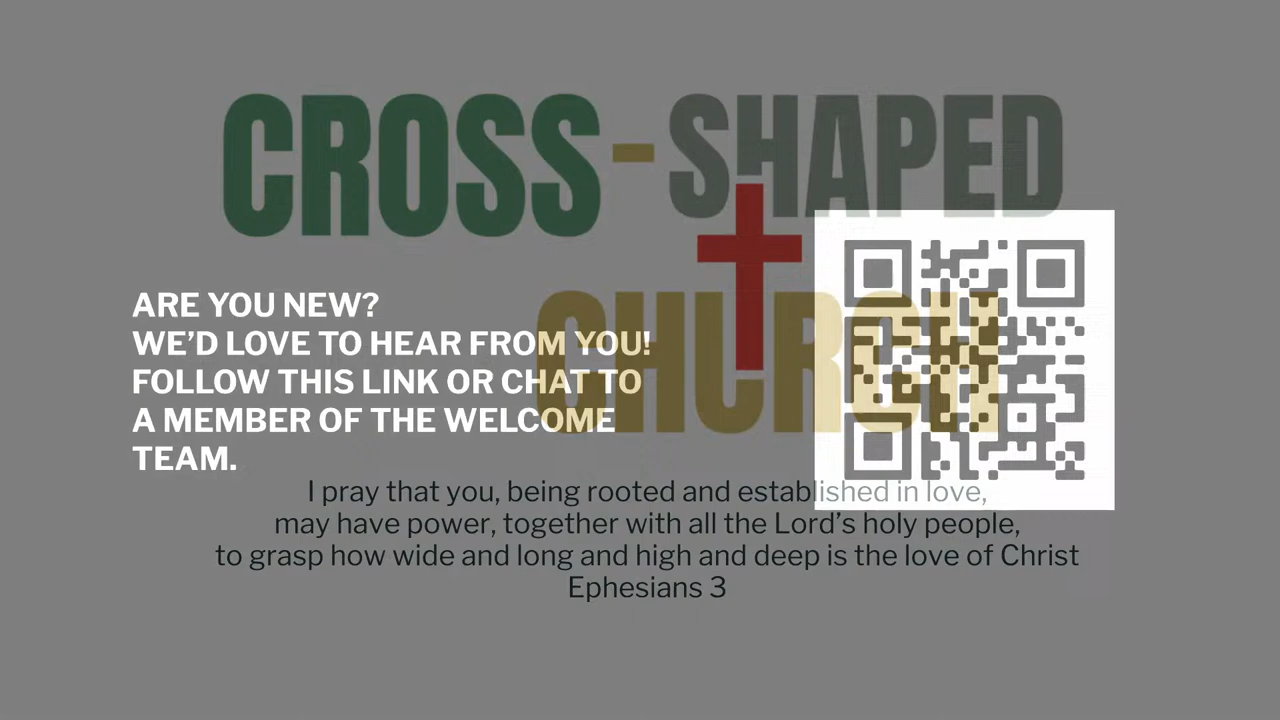 CROSS-SHAPED
CHURCH
ARE YOU NEW?
WE’D LOVE TO HEAR FROM YOU!
FOLLOW THIS LINK OR CHAT TO
A MEMBER OF THE WELCOME
TEAM.
I pray that you, being rooted and established in love,
may have power, together with all the Lord’s holy people,
to grasp how wide and long and high and deep is the love of Christ
Ephesians 3